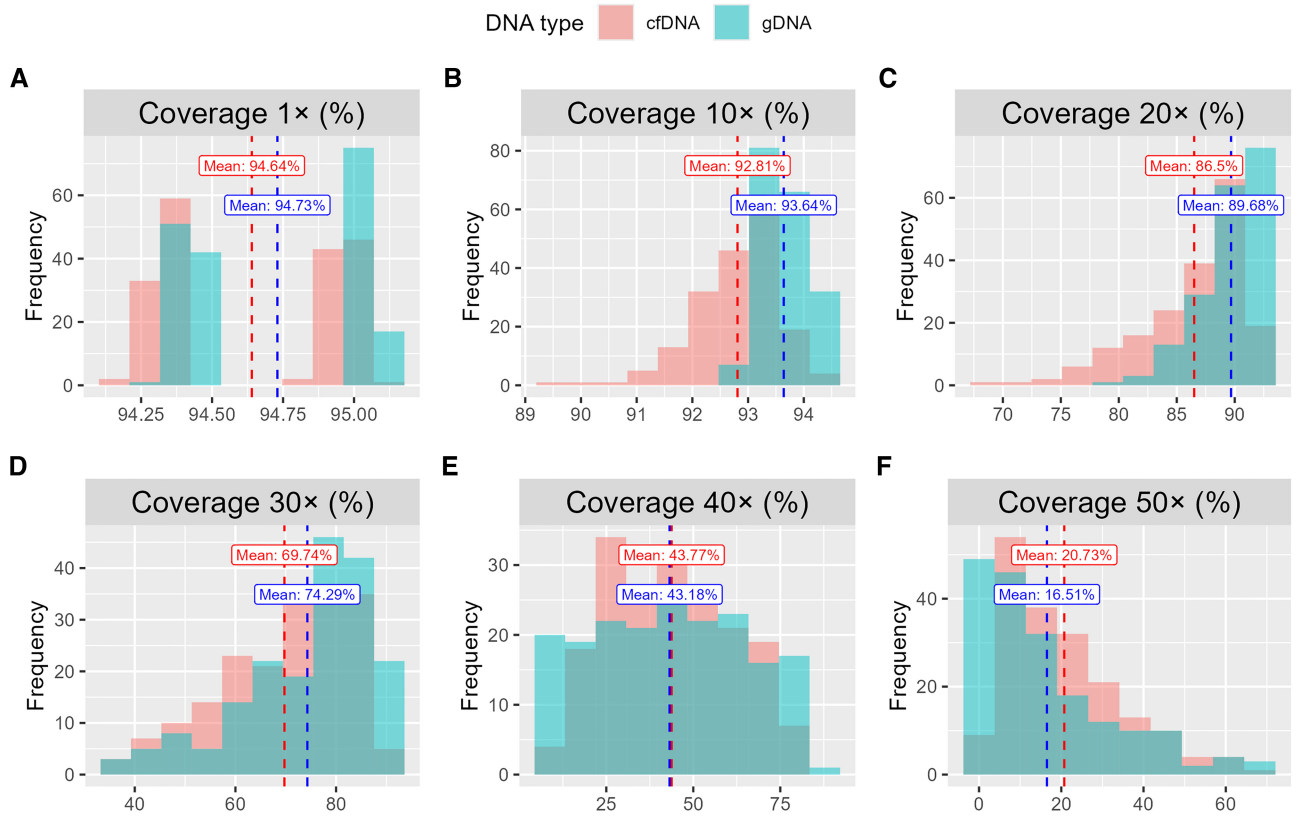 DNA type cfDNA gDNA
A B C
Coverage 1× (%) Coverage 10× (%) Coverage 20× (%)
Frequency
0
20
40
60
Mean: 94.64%
Mean: 94.73%
94.25 94.50 94.75 95.00
Frequency
0
20
40
60
80
Mean: 92.81%
Mean: 93.64%
89 90 91 92 93 94
Frequency
0
20
40
60
Mean: 86.5%
Mean: 89.68%
70 75 80 85 90
D E F
Coverage 30× (%) Coverage 40× (%) Coverage 50× (%)
Frequency
0
10
20
30
40
Mean: 69.74%
Mean: 74.29%
40 60 80
Frequency
0
10
20
30
Mean: 43.77%
Mean: 43.18%
25 50 75
Frequency
0
20
40
Mean: 20.73%
Mean: 16.51%
0 20 40 60